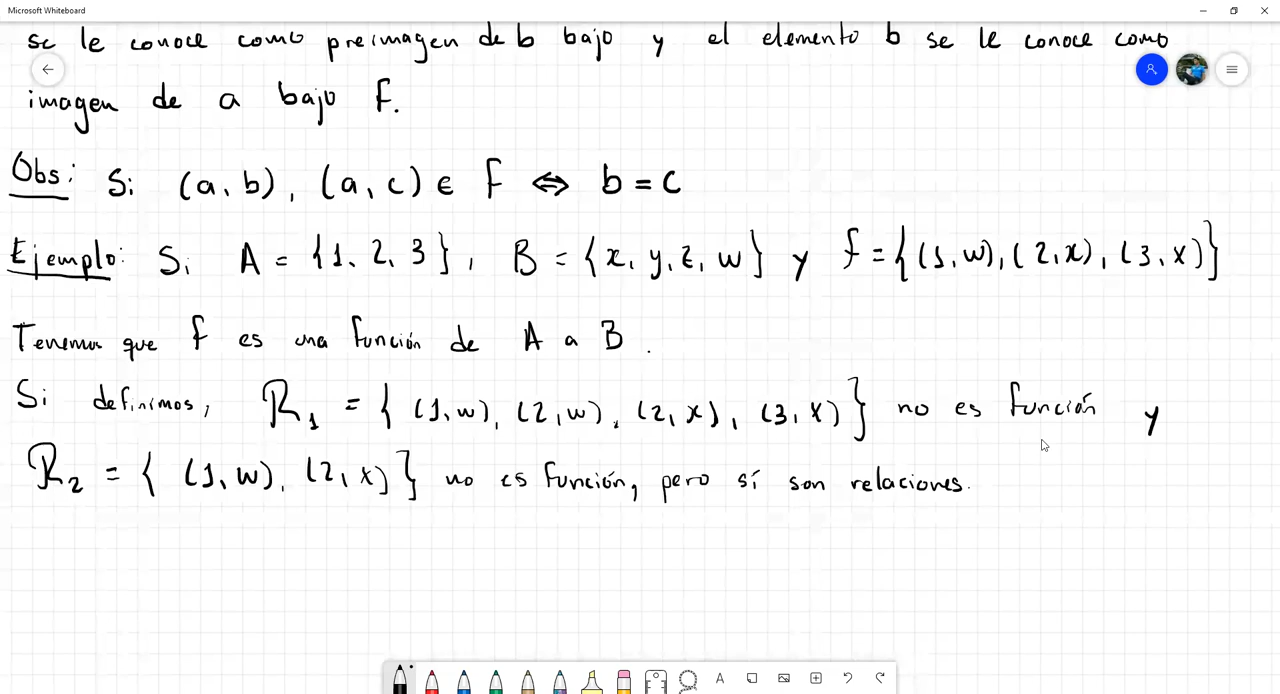 Microsoft Whiteboard
se le conoce como preimagen de b bajo y el elemento b se le conoce como
imagen de a bajo f.
Obs: Si (a, b), (a, c) ∈ f ⇔ b = c
Ejemplo: Si A = {1, 2, 3}, B = {x, y, z, w} y f = {(1, w), (2, x), (3, x)}
Tenemos que f es una función de A a B.
Si definimos, R₁ = {(1, w), (2, w), (2, x), (3, x)} no es función y
R₂ = {(1, w), (2, x)} no es función, pero sí son relaciones.